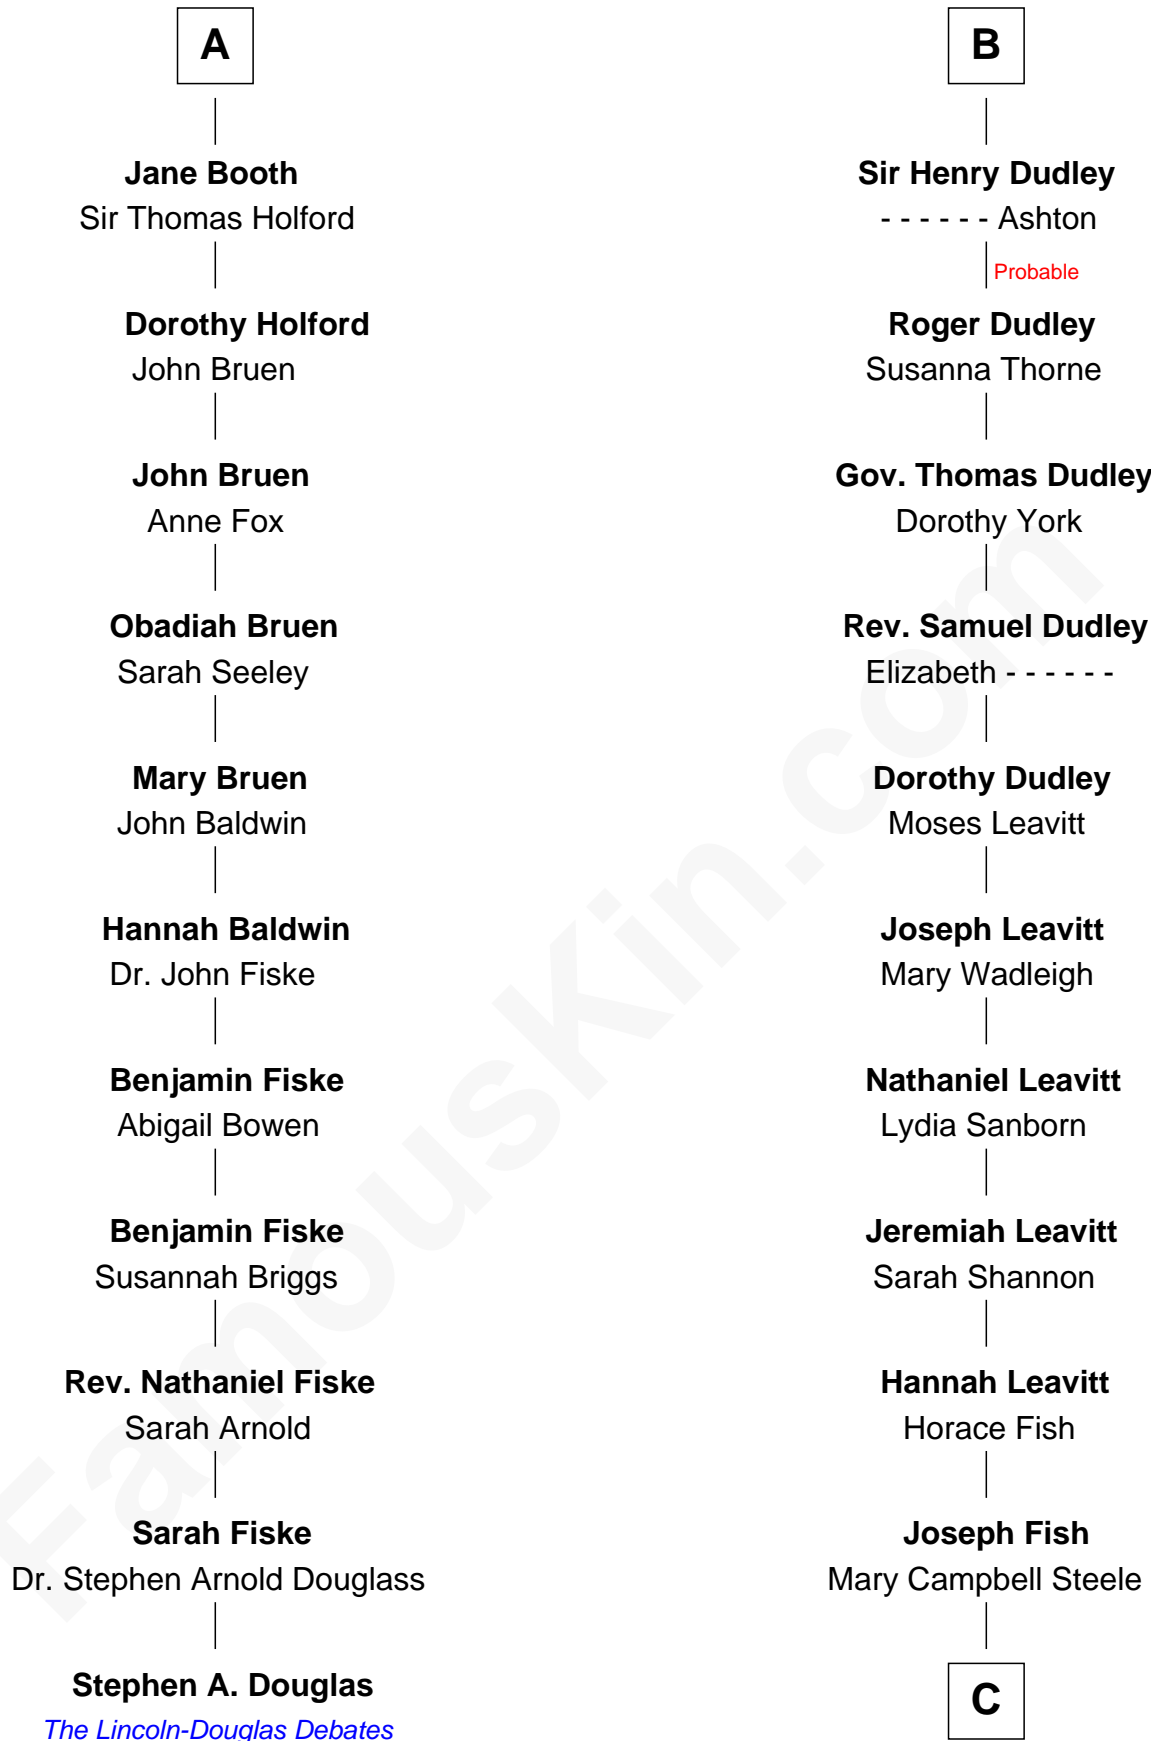 A
Jane Booth
Sir Thomas Holford
Dorothy Holford
John Bruen
John Bruen
Anne Fox
Obadiah Bruen
Sarah Seeley
Mary Bruen
John Baldwin
Hannah Baldwin
Dr. John Fiske
Benjamin Fiske
Abigail Bowen
Benjamin Fiske
Susannah Briggs
Rev. Nathaniel Fiske
Sarah Arnold
Sarah Fiske
Dr. Stephen Arnold Douglass
Stephen A. Douglas
The Lincoln-Douglas Debates
B
Sir Henry Dudley
- - - - - - Ashton
Probable
Roger Dudley
Susanna Thorne
Gov. Thomas Dudley
Dorothy York
Rev. Samuel Dudley
Elizabeth - - - - - -
Dorothy Dudley
Moses Leavitt
Joseph Leavitt
Mary Wadleigh
Nathaniel Leavitt
Lydia Sanborn
Jeremiah Leavitt
Sarah Shannon
Hannah Leavitt
Horace Fish
Joseph Fish
Mary Campbell Steele
C
FamousKin.com